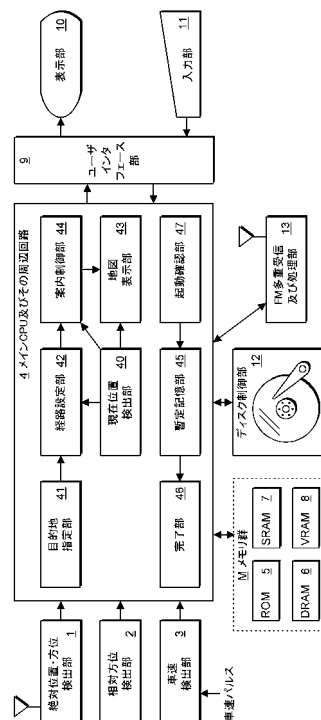 4 メインCPU及びその周辺回路
絶対位置・方位
検出部 1
相対方位
検出部 2
車速
検出部 3
車速パルス
目的地
指定部 41
経路設定部 42
案内制御部 44
現在位置
検出部 40
地図
表示部 43
完了部 46
暫定記憶部 45
起動確認部 47
9
ユーザ
インタ
フェース
部
表示部 10
入力部 11
M メモリ群
ROM 5
SRAM 7
DRAM 6
VRAM 8
ディスク制御部 12
FM多重受信
及び処理部 13